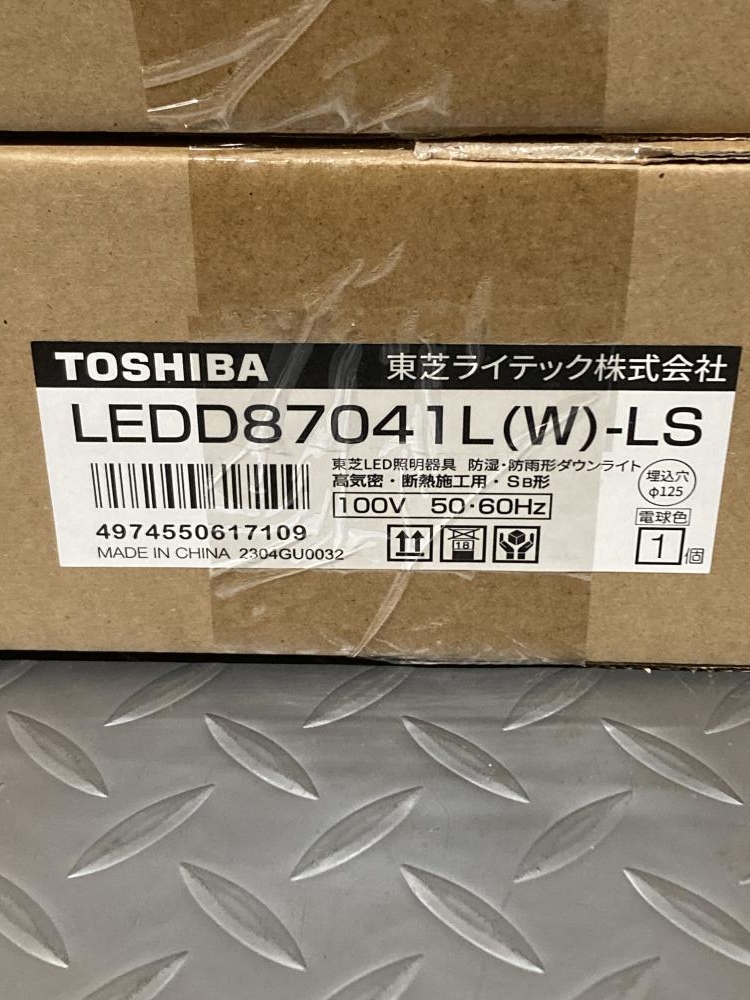 TOSHIBA 東芝ライテック株式会社
LEDD87041L(W)-LS
東芝LED照明器具 防湿・防雨形ダウンライト
高気密・断熱施工用・SB形
埋込穴
φ125
100V 50・60Hz
電球色
4974550617109
MADE IN CHINA 2304GU0032
18
1個